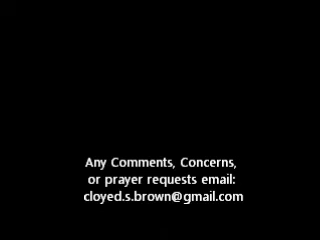 Any Comments, Concerns,
or prayer requests email:
cloyed.s.brown@gmail.com